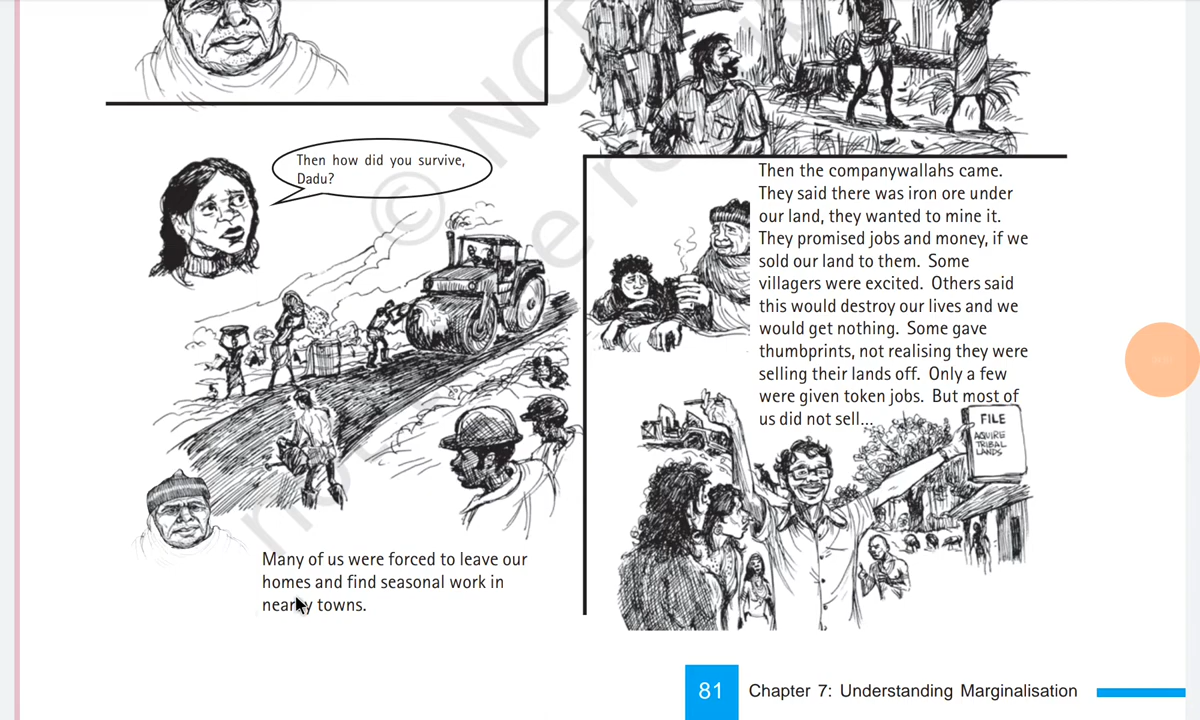 Then how did you survive,
Dadu?
Many of us were forced to leave our
homes and find seasonal work in
nearby towns.
Then the companywallahs came.
They said there was iron ore under
our land, they wanted to mine it.
They promised jobs and money, if we
sold our land to them. Some
villagers were excited. Others said
this would destroy our lives and we
would get nothing. Some gave
thumbprints, not realising they were
selling their lands off. Only a few
were given token jobs. But most of
us did not sell...
FILE
AQUIRE
TRIBAL
LANDS
81 Chapter 7: Understanding Marginalisation